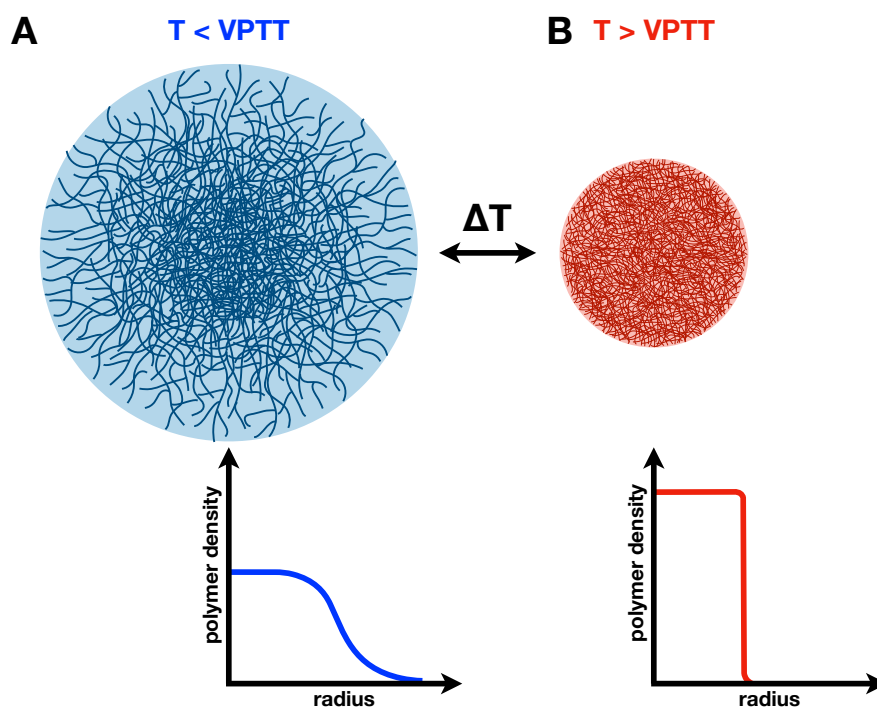 A
T < VPTT
B
T > VPTT
ΔT
polymer density
radius
polymer density
radius